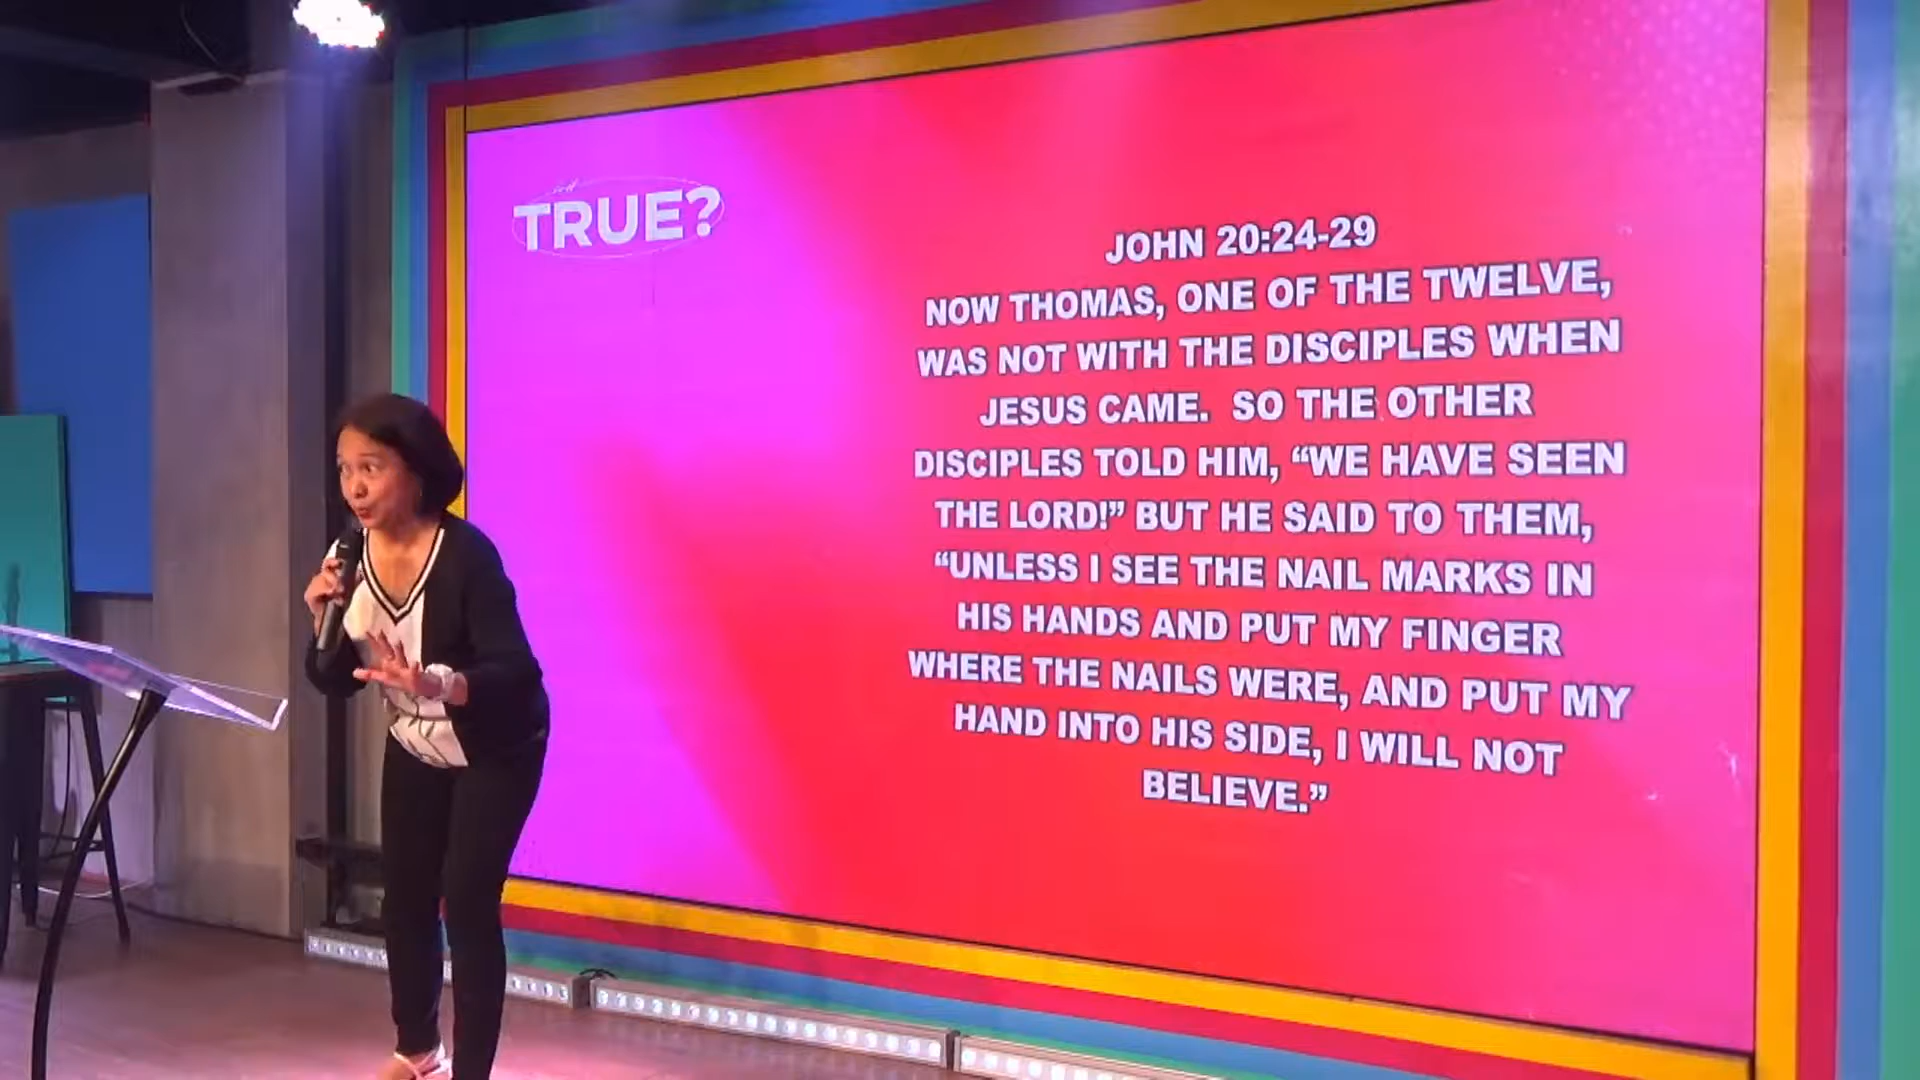 TRUE?
JOHN 20:24-29
NOW THOMAS, ONE OF THE TWELVE,
WAS NOT WITH THE DISCIPLES WHEN
JESUS CAME.  SO THE OTHER
DISCIPLES TOLD HIM, “WE HAVE SEEN
THE LORD!” BUT HE SAID TO THEM,
“UNLESS I SEE THE NAIL MARKS IN
HIS HANDS AND PUT MY FINGER
WHERE THE NAILS WERE, AND PUT MY
HAND INTO HIS SIDE, I WILL NOT
BELIEVE.”